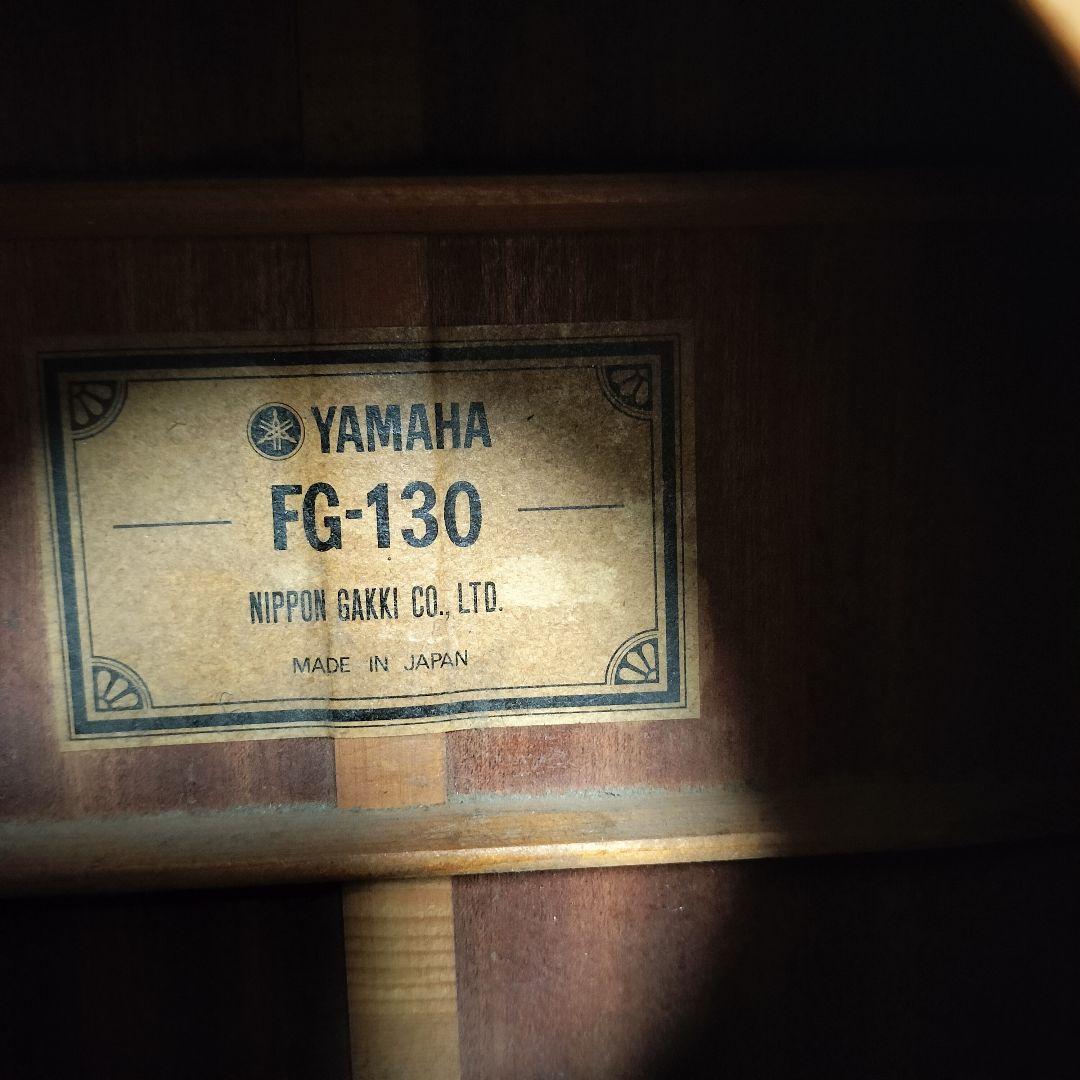 YAMAHA
FG-130
NIPPON GAKKI CO., LTD.
MADE IN JAPAN